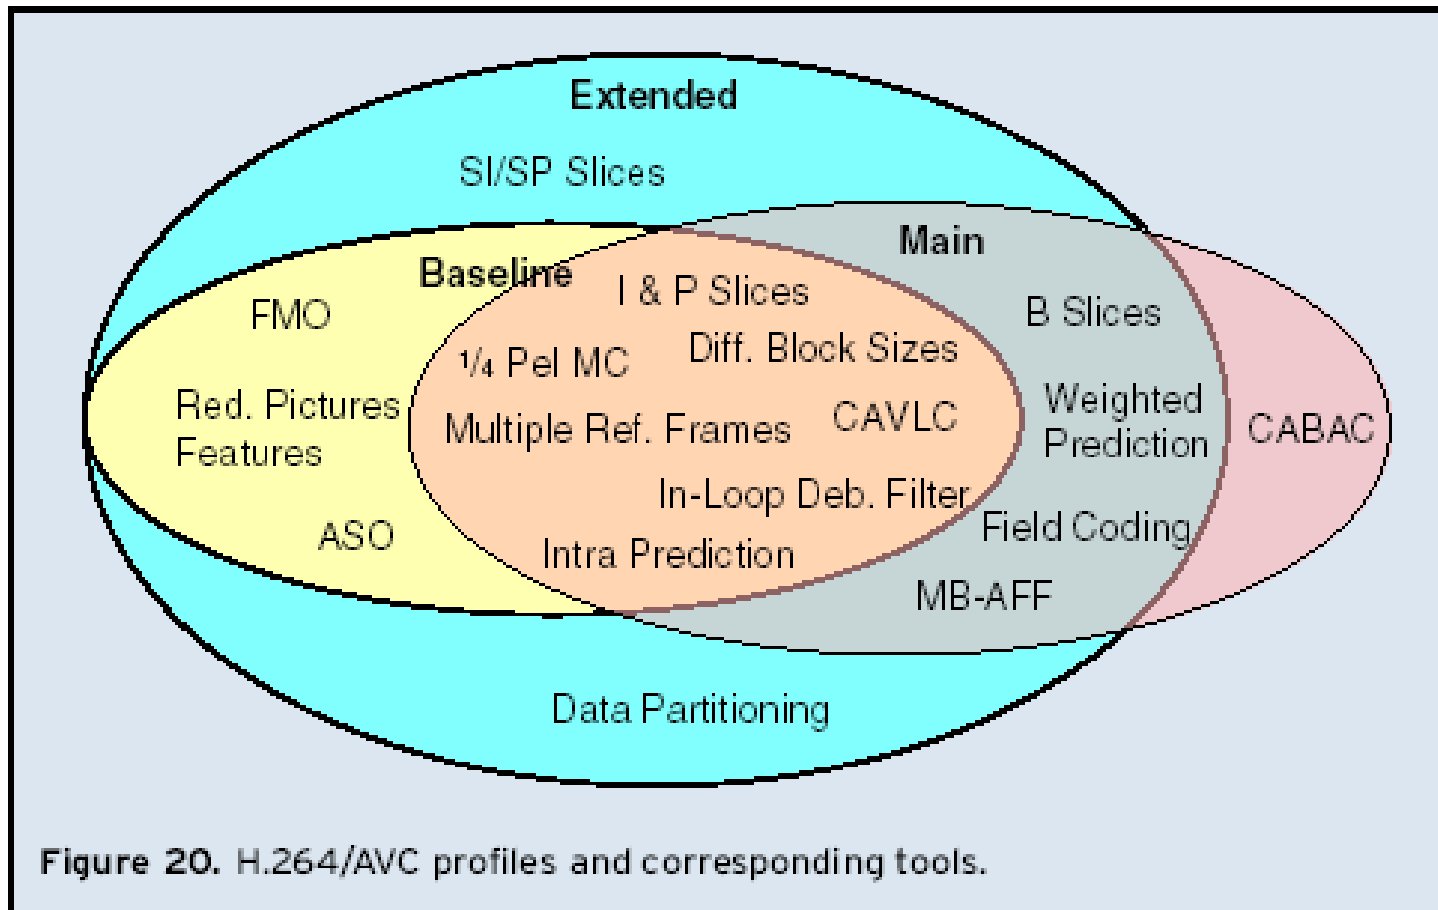 Extended
SI/SP Slices
Main
Baseline
I & P Slices
FMO
B Slices
1/4 Pel MC
Diff. Block Sizes
Red. Pictures
Features
Multiple Ref. Frames
CAVLC
Weighted
Prediction
CABAC
In-Loop Deb. Filter
Field Coding
ASO
Intra Prediction
MB-AFF
Data Partitioning
Figure 20. H.264/AVC profiles and corresponding tools.